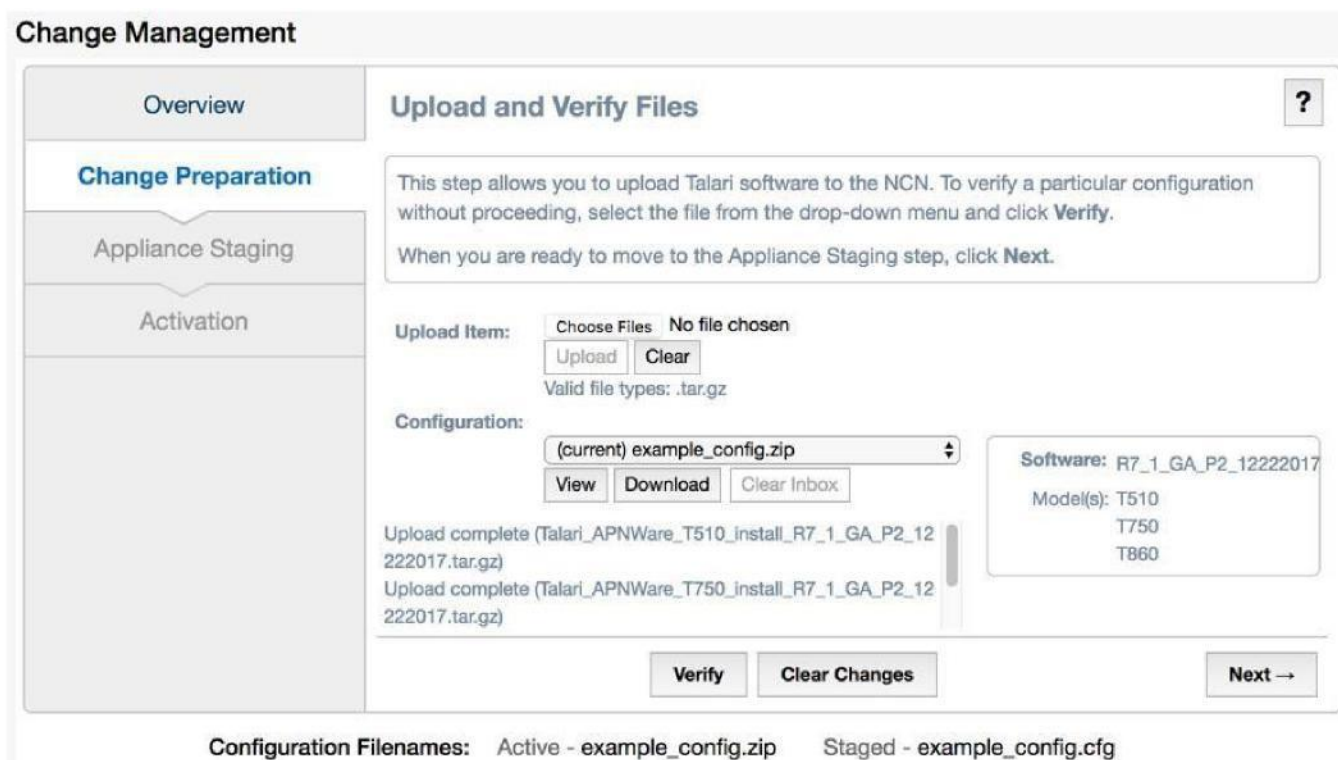 Change Management
Overview
Change Preparation
Appliance Staging
Activation
Upload and Verify Files
?
This step allows you to upload Talari software to the NCN. To verify a particular configuration
without proceeding, select the file from the drop-down menu and click Verify.
When you are ready to move to the Appliance Staging step, click Next.
Upload Item:
Choose Files No file chosen
Upload Clear
Valid file types: .tar.gz
Configuration:
(current) example_config.zip
View Download Clear Inbox
Upload complete (Talari_APNWare_T510_install_R7_1_GA_P2_12
222017.tar.gz)
Upload complete (Talari_APNWare_T750_install_R7_1_GA_P2_12
222017.tar.gz)
Software: R7_1_GA_P2_12222017
Model(s): T510
T750
T860
Verify Clear Changes Next →
Configuration Filenames: Active - example_config.zip Staged - example_config.cfg